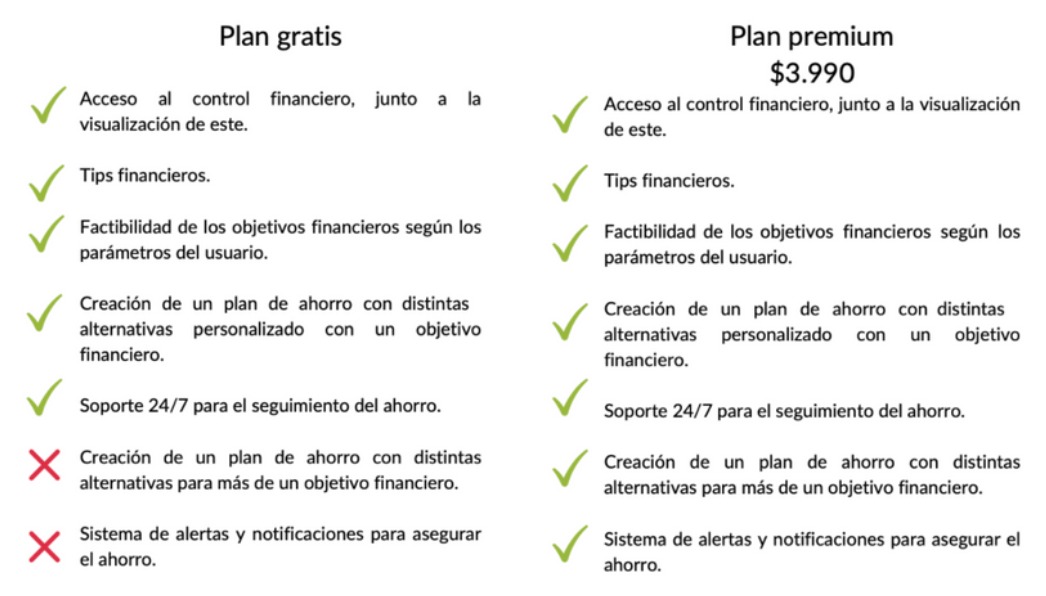 Plan gratis
Acceso al control financiero, junto a la
visualización de este.
Tips financieros.
Factibilidad de los objetivos financieros según los
parámetros del usuario.
Creación de un plan de ahorro con distintas
alternativas personalizado con un objetivo
financiero.
Soporte 24/7 para el seguimiento del ahorro.
Creación de un plan de ahorro con distintas
alternativas para más de un objetivo financiero.
Sistema de alertas y notificaciones para asegurar
el ahorro.
Plan premium
$3.990
Acceso al control financiero, junto a la visualización
de este.
Tips financieros.
Factibilidad de los objetivos financieros según los
parámetros del usuario.
Creación de un plan de ahorro con distintas
alternativas personalizado con un objetivo
financiero.
Soporte 24/7 para el seguimiento del ahorro.
Creación de un plan de ahorro con distintas
alternativas para más de un objetivo financiero.
Sistema de alertas y notificaciones para asegurar el
ahorro.